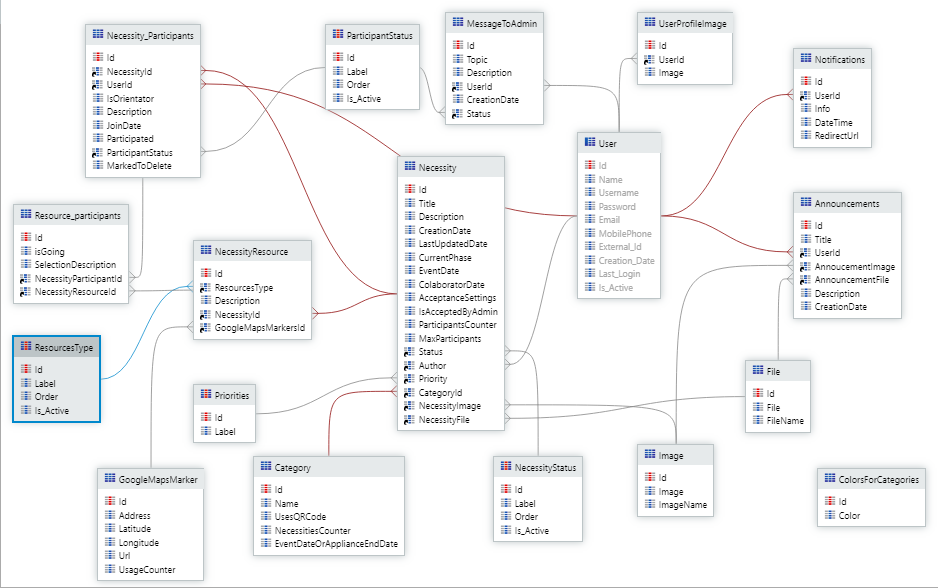 Necessity_Participants
Id
NecessityId
UserId
IsOrientator
Description
JoinDate
Participated
ParticipantStatus
MarkedToDelete
ParticipantStatus
Id
Label
Order
Is_Active
MessageToAdmin
Id
Topic
Description
UserId
CreationDate
Status
UserProfileImage
Id
UserId
Image
Notifications
Id
UserId
Info
DateTime
RedirectUrl
User
Id
Name
Username
Password
Email
MobilePhone
External_Id
Creation_Date
Last_Login
Is_Active
Necessity
Id
Title
Description
CreationDate
LastUpdatedDate
CurrentPhase
EventDate
ColaboratorDate
AcceptanceSettings
IsAcceptedByAdmin
ParticipantsCounter
MaxParticipants
Status
Author
Priority
CategoryId
NecessityImage
NecessityFile
Announcements
Id
Title
UserId
AnnoucementImage
AnnouncementFile
Description
CreationDate
Resource_participants
Id
isGoing
SelectionDescription
NecessityParticipantId
NecessityResourceId
NecessityResource
Id
ResourcesType
Description
NecessityId
GoogleMapsMarkersId
ResourcesType
Id
Label
Order
Is_Active
Priorities
Id
Label
File
Id
File
FileName
GoogleMapsMarker
Id
Address
Latitude
Longitude
Url
UsageCounter
Category
Id
Name
UsesQRCode
NecessitiesCounter
EventDateOrApplianceEndDate
NecessityStatus
Id
Label
Order
Is_Active
Image
Id
Image
ImageName
ColorsForCategories
Id
Color